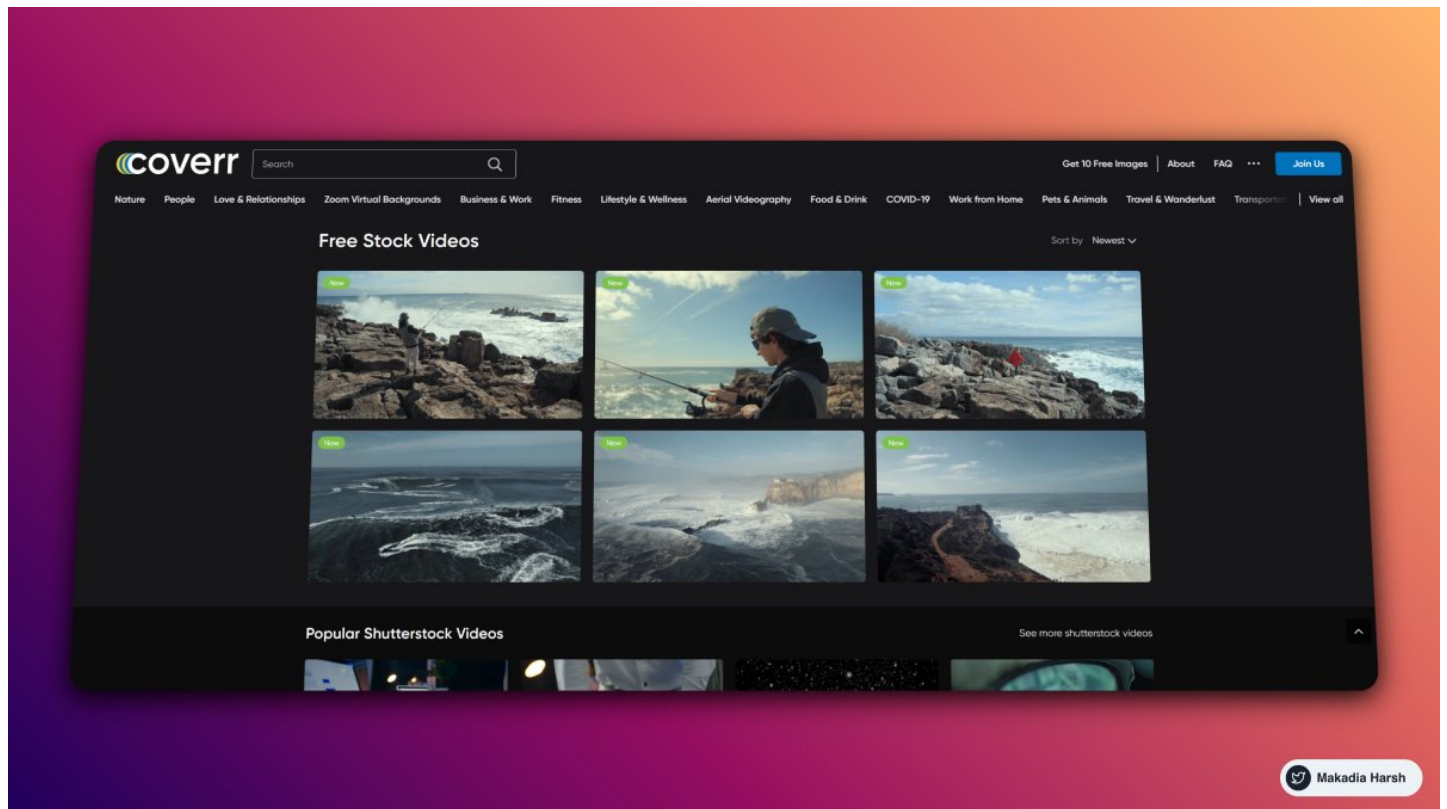 coverr Search Get 10 Free Images About FAQ ••• Join Us
Nature People Love & Relationships Zoom Virtual Backgrounds Business & Work Fitness Lifestyle & Wellness Aerial Videography Food & Drink COVID-19 Work from Home Pets & Animals Travel & Wanderlust View all
Free Stock Videos Sort by Newest
New New New
New New New
Popular Shutterstock Videos See more shutterstock videos
Makadia Harsh